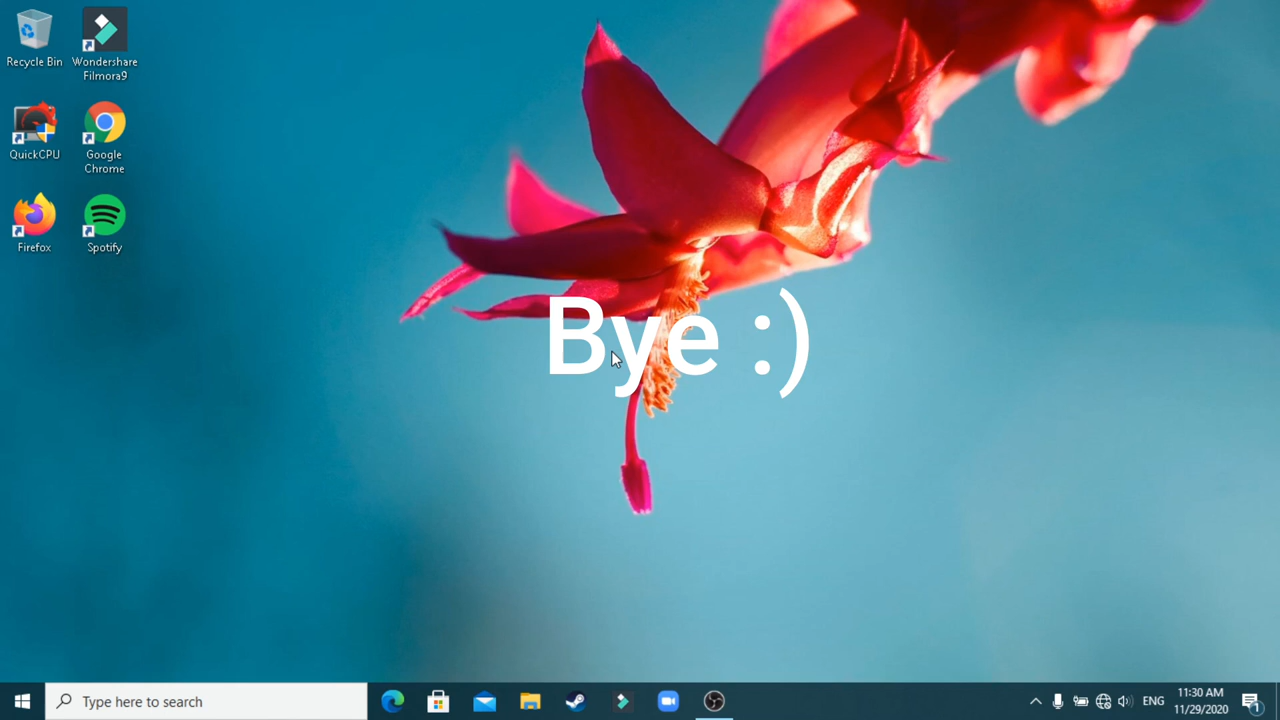 Recycle Bin
Wondershare
Filmora9
QuickCPU
Google
Chrome
Firefox
Spotify
Bye :)
Type here to search
ENG
11:30 AM
11/29/2020
1